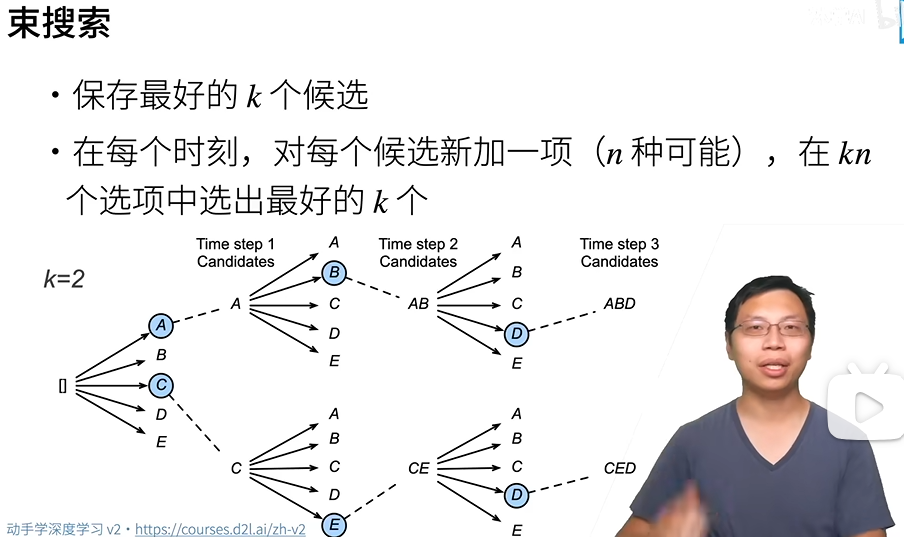 束搜索
• 保存最好的 k 个候选
• 在每个时刻，对每个候选新加一项（n 种可能），在 kn
个选项中选出最好的 k 个
k=2
Time step 1
Candidates
Time step 2
Candidates
Time step 3
Candidates
[]
A
B
C
D
E
A
A
B
C
D
E
AB
A
B
C
D
E
ABD
C
A
B
C
D
E
CE
A
B
C
D
E
CED
动手学深度学习 v2 • https://courses.d2l.ai/zh-v2